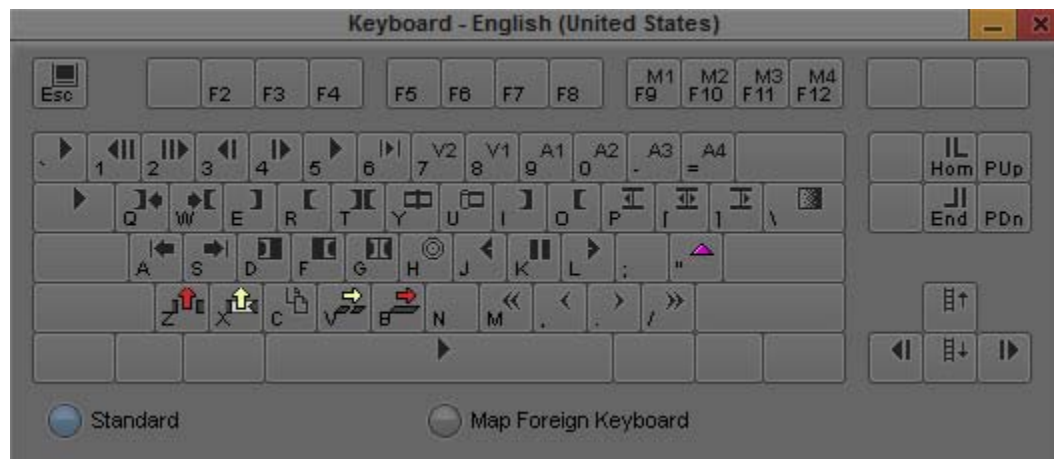 Keyboard - English (United States)
Esc F2 F3 F4 F5 F6 F7 F8 M1 F9 M2 F10 M3 F11 M4 F12
` 1 2 3 4 5 6 7 V2 8 V1 9 A1 0 A2 - A3 = A4 Hom PUp
Q W E R T Y U I O P [ ] \ End PDn
A S D F G H J K L ; "
Z X C V B N M , . /
Standard Map Foreign Keyboard